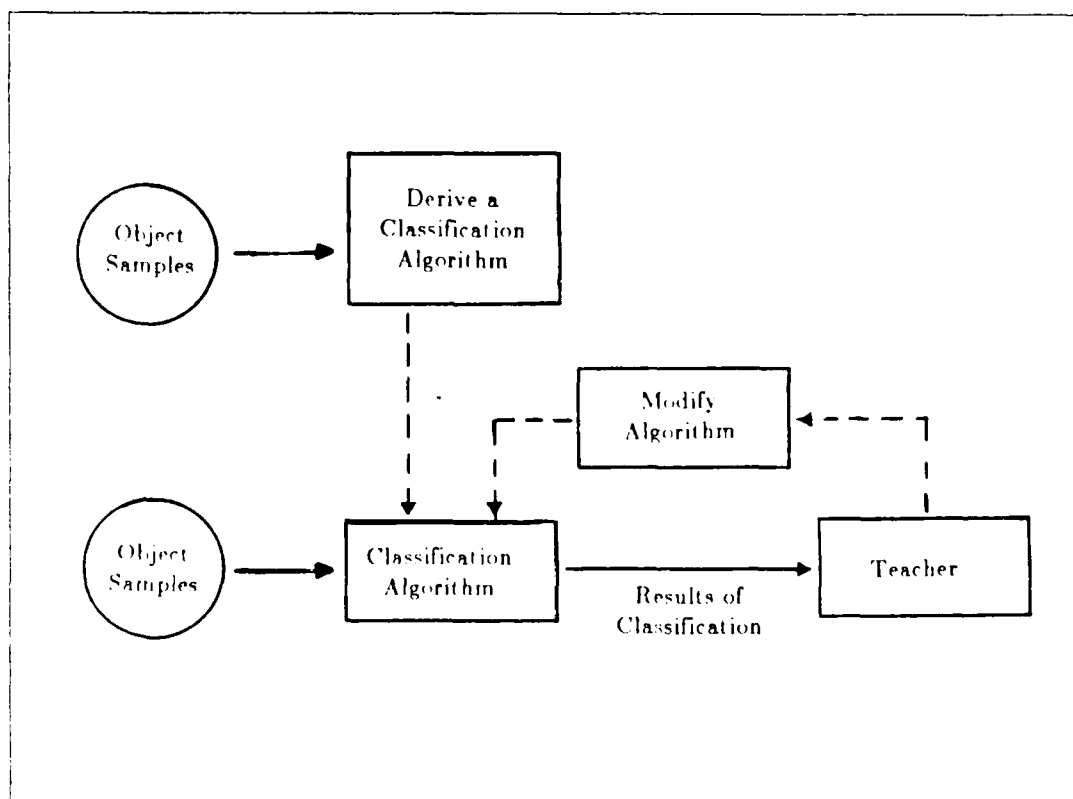 Object
Samples
Derive a
Classification
Algorithm
Modify
Algorithm
Object
Samples
Classification
Algorithm
Results of
Classification
Teacher